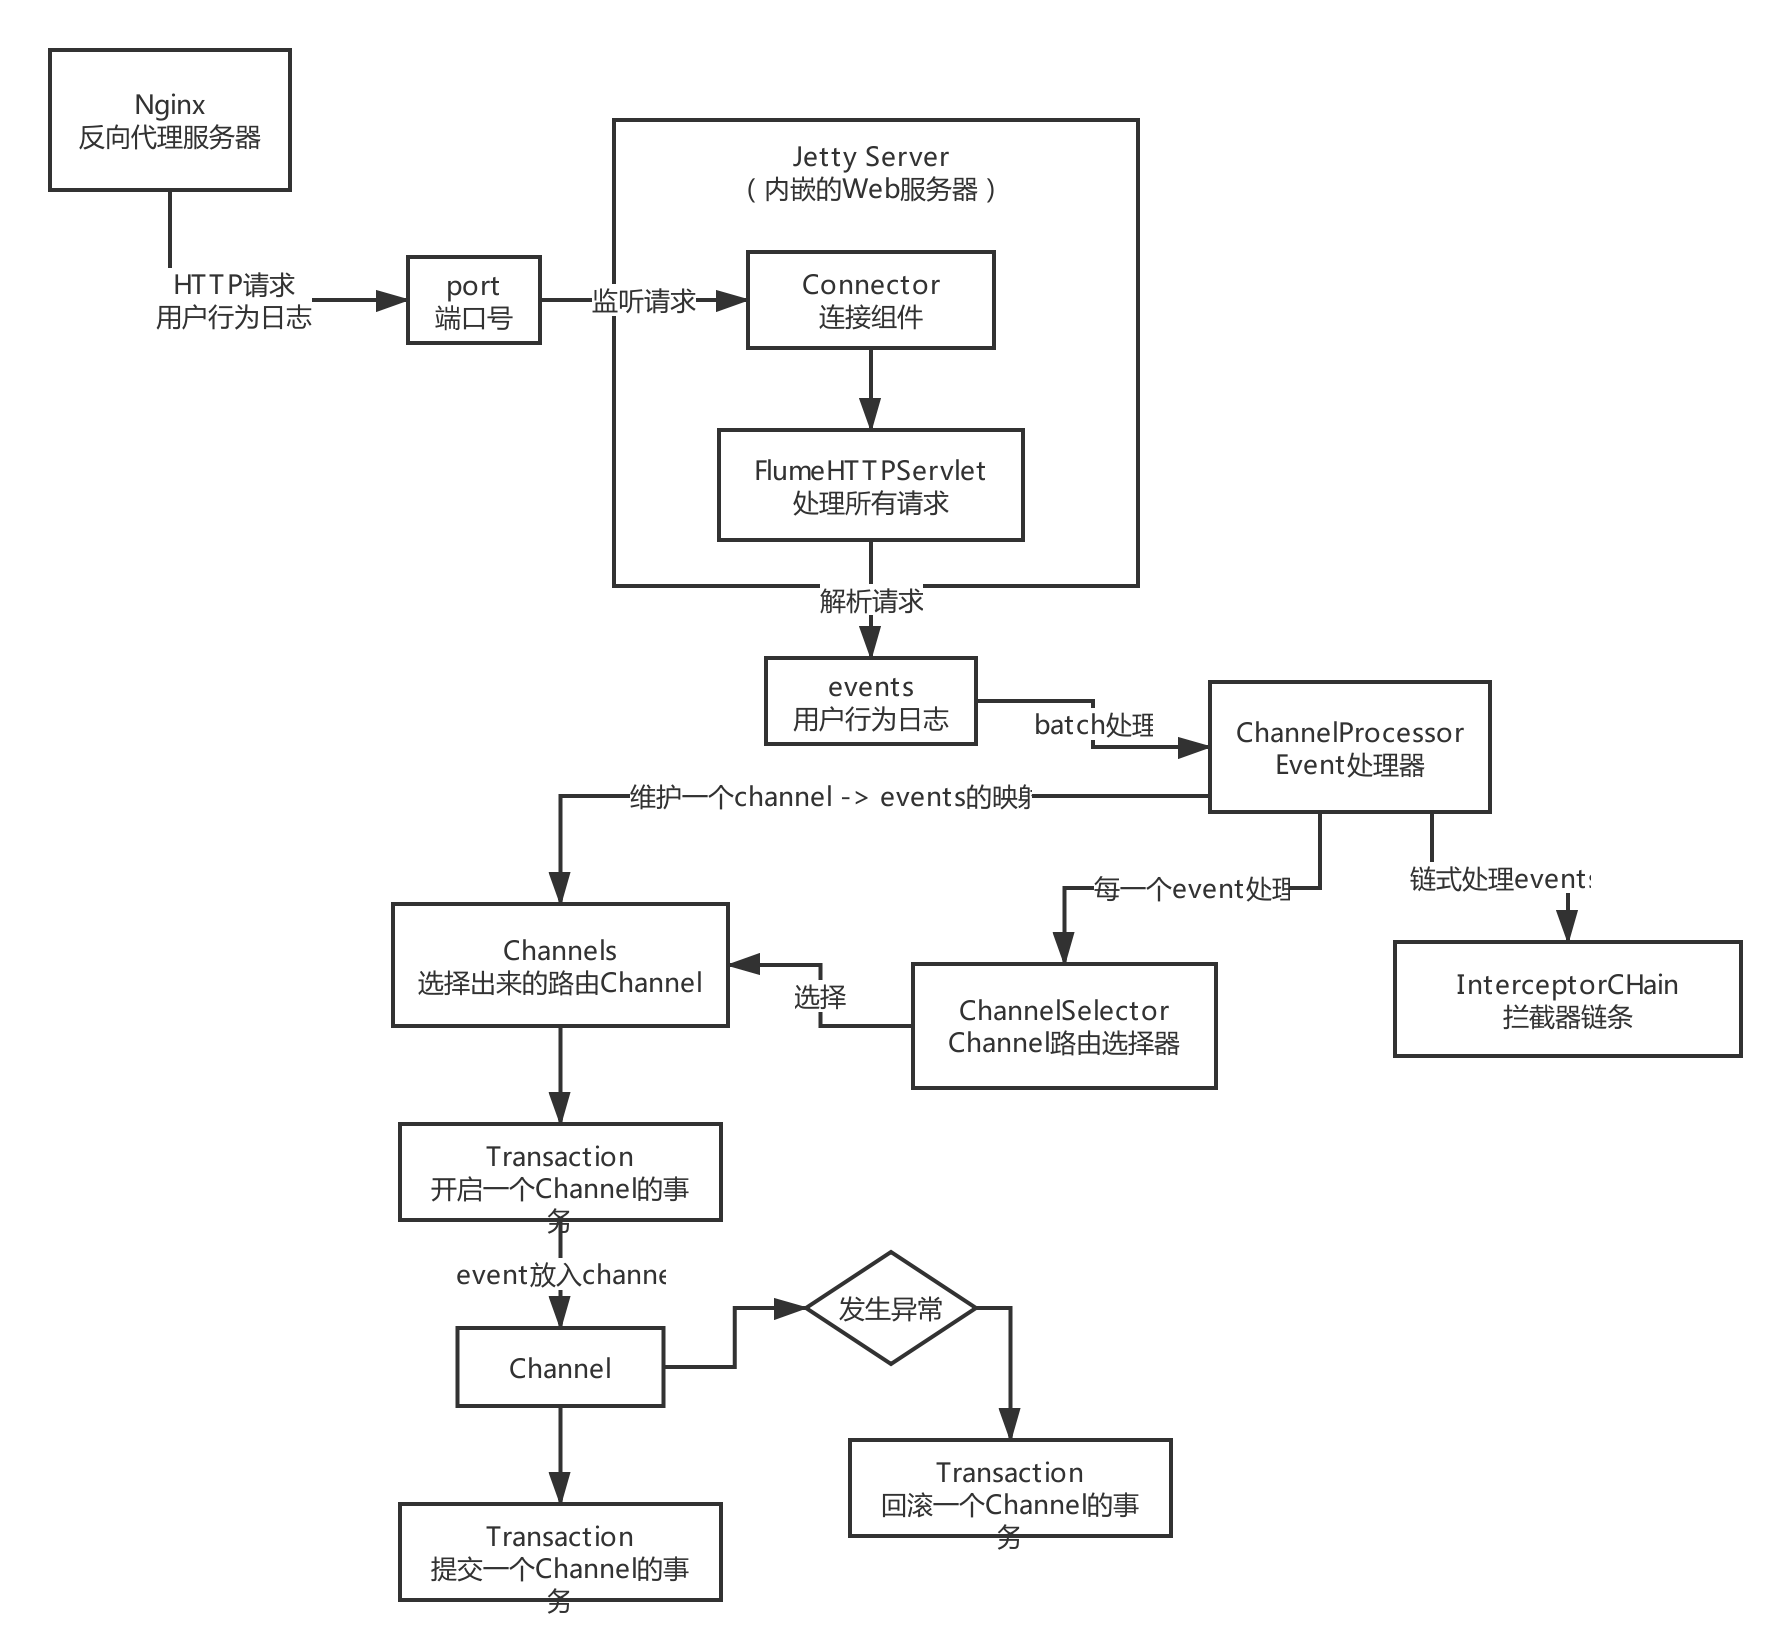 Nginx
反向代理服务器
HTTP请求
用户行为日志
port
端口号
监听请求
Jetty Server
（内嵌的Web服务器）
Connector
连接组件
FlumeHTTPServlet
处理所有请求
解析请求
events
用户行为日志
batch处理
ChannelProcessor
Event处理器
维护一个channel -> events的映射
每一个event处理
链式处理events
Channels
选择出来的路由Channel
选择
ChannelSelector
Channel路由选择器
InterceptorCHain
拦截器链条
Transaction
开启一个Channel的事
务
event放入channe
Channel
发生异常
Transaction
回滚一个Channel的事
务
Transaction
提交一个Channel的事
务